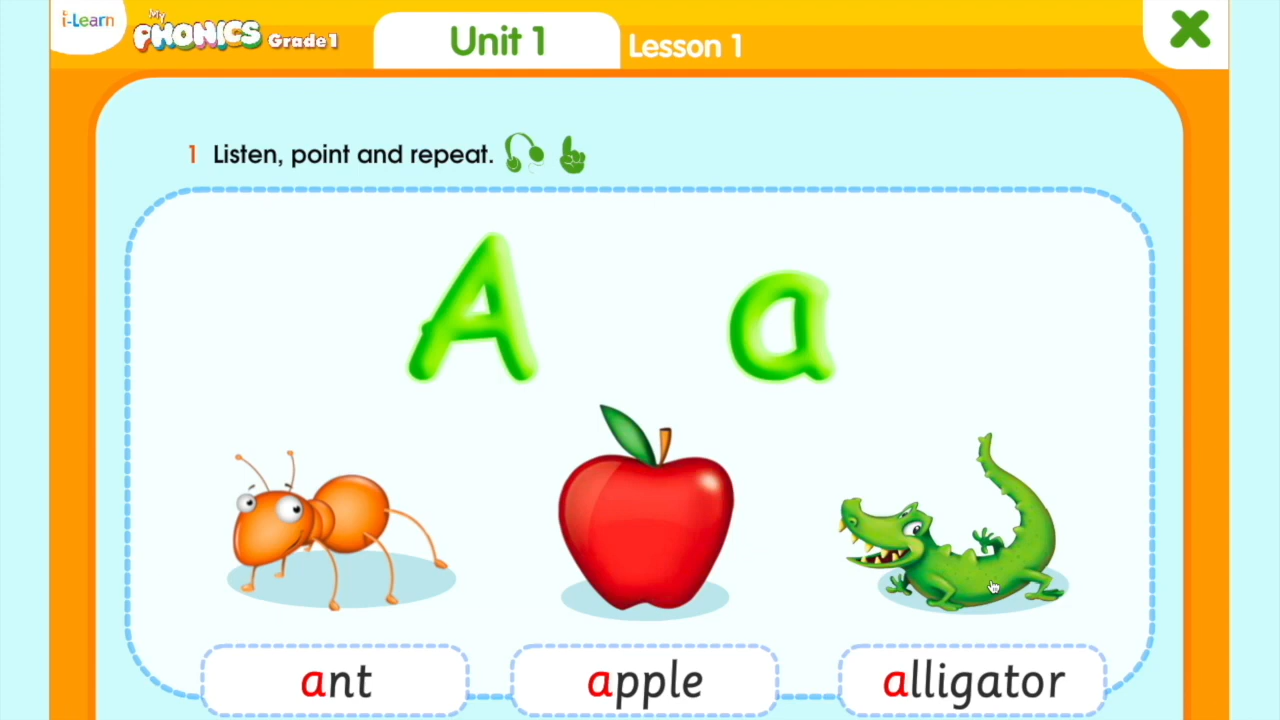 i-Learn
My
PHONICS Grade 1
Unit 1
Lesson 1
1 Listen, point and repeat.
A a
ant
apple
alligator